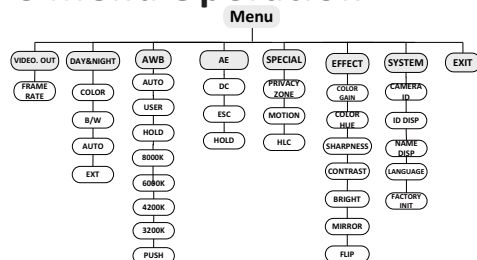 Menu
VIDEO. OUT
FRAME
RATE
DAY&NIGHT
COLOR
B/W
AUTO
EXT
AWB
AUTO
USER
HOLD
8000K
6000K
4200K
3200K
PUSH
AE
DC
ESC
HOLD
SPECIAL
PRIVACY
ZONE
MOTION
HLC
EFFECT
COLOR
GAIN
COLOR
HUE
SHARPNESS
CONTRAST
BRIGHT
MIRROR
FLIP
SYSTEM
CAMERA
ID
ID DISP
NAME
DISP
LANGUAGE
FACTORY
INIT
EXIT